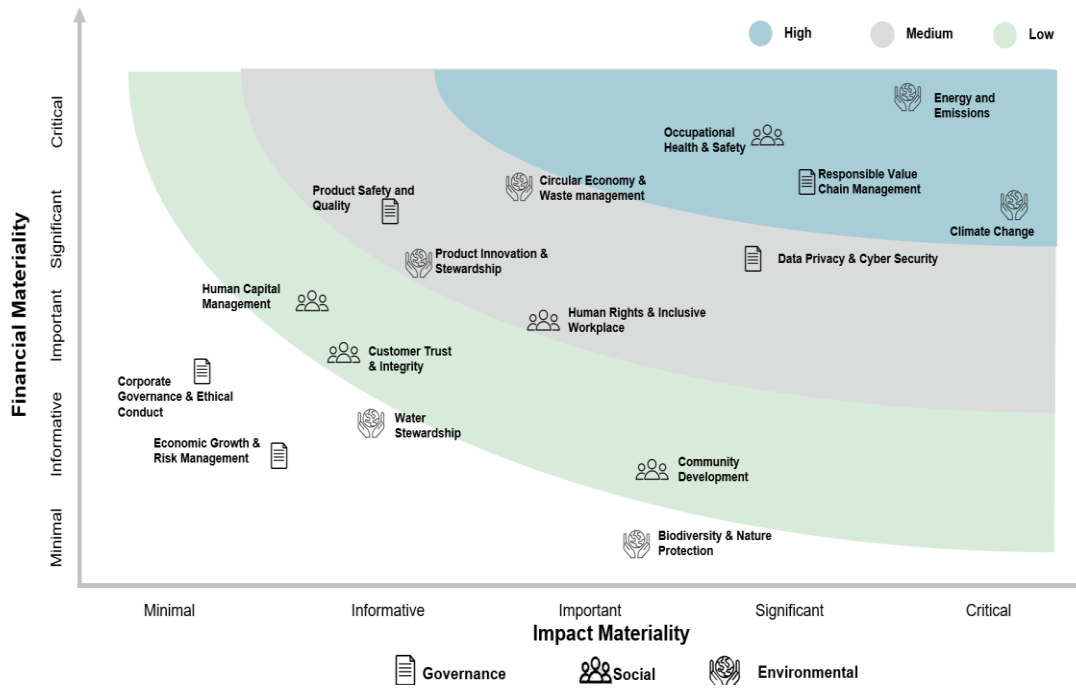 High
Medium
Low
Financial Materiality
Critical
Significant
Important
Informative
Minimal
Energy and
Emissions
Occupational
Health & Safety
Responsible Value
Chain Management
Climate Change
Circular Economy &
Waste management
Product Safety and
Quality
Product Innovation &
Stewardship
Data Privacy & Cyber Security
Human Capital
Management
Human Rights & Inclusive
Workplace
Customer Trust
& Integrity
Corporate
Governance & Ethical
Conduct
Water
Stewardship
Economic Growth &
Risk Management
Community
Development
Biodiversity & Nature
Protection
Minimal
Informative
Important
Significant
Critical
Impact Materiality
Governance
Social
Environmental